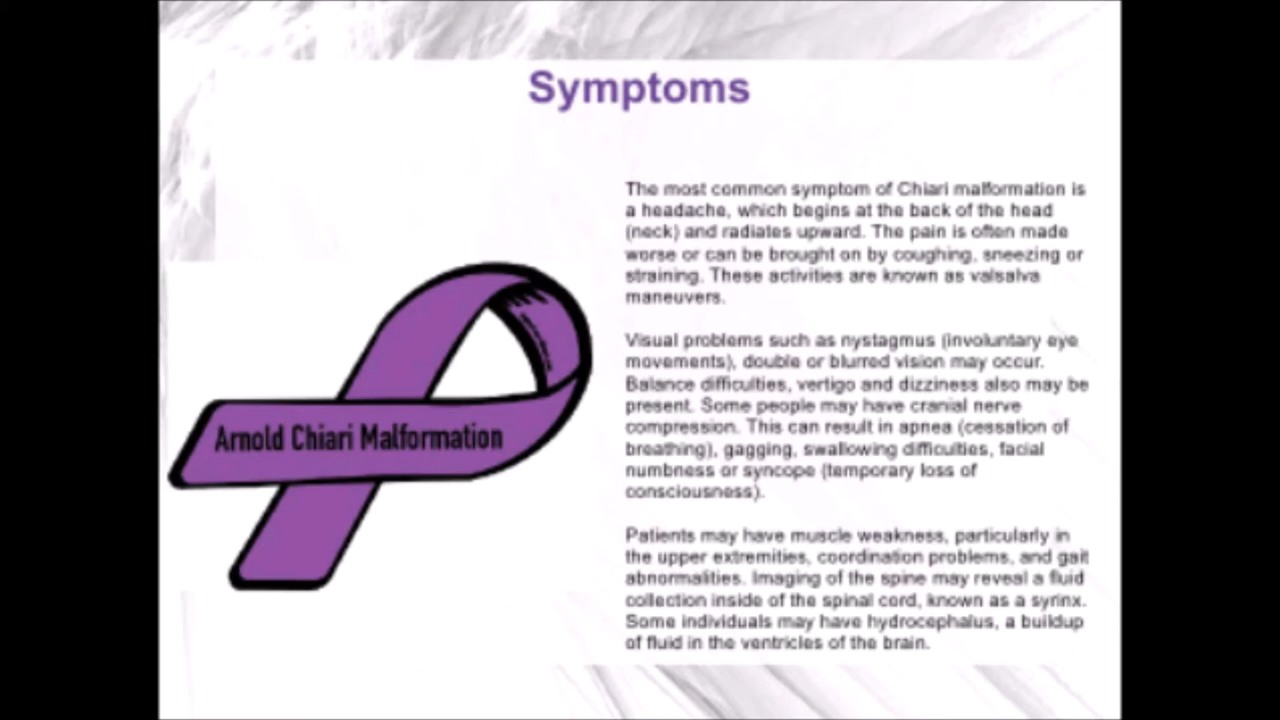 Symptoms
The most common symptom of Chiari malformation is
a headache, which begins at the back of the head
(neck) and radiates upward. The pain is often made
worse or can be brought on by coughing, sneezing or
straining. These activities are known as valsalva
maneuvers.
Visual problems such as nystagmus (involuntary eye
movements), double or blurred vision may occur.
Balance difficulties, vertigo and dizziness also may be
present. Some people may have cranial nerve
compression. This can result in apnea (cessation of
breathing), gagging, swallowing difficulties, facial
numbness or syncope (temporary loss of
consciousness).
Patients may have muscle weakness, particularly in
the upper extremities, coordination problems, and gait
abnormalities. Imaging of the spine may reveal a fluid
collection inside of the spinal cord, known as a syrinx.
Some individuals may have hydrocephalus, a buildup
of fluid in the ventricles of the brain.
Arnold Chiari Malformation